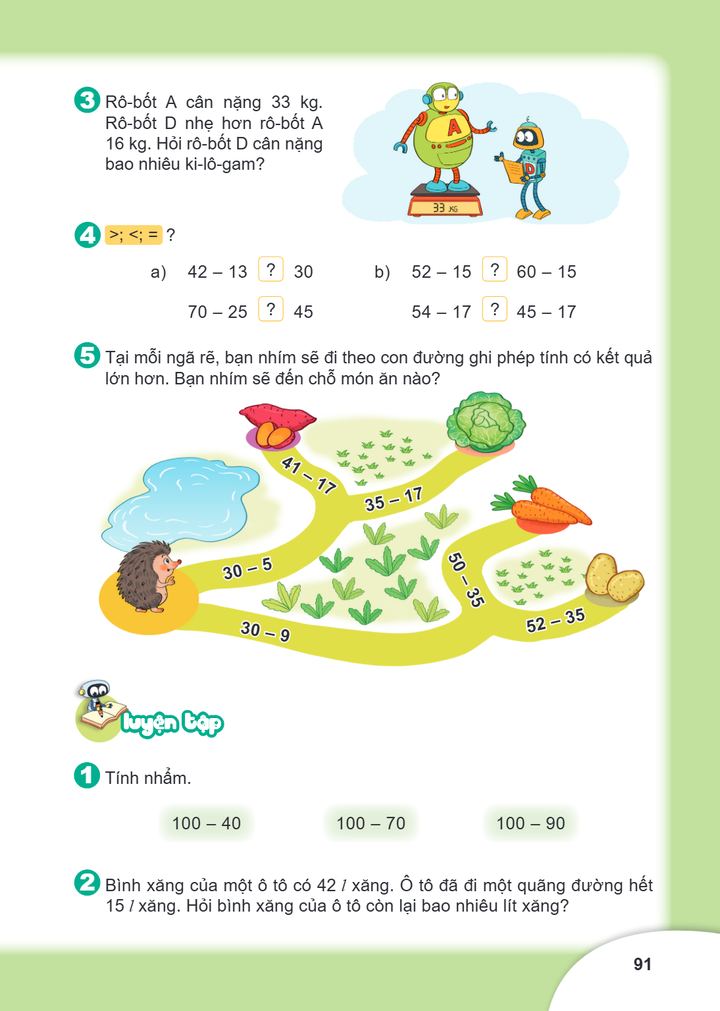 3 Rô-bốt A cân nặng 33 kg.
Rô-bốt D nhẹ hơn rô-bốt A
16 kg. Hỏi rô-bốt D cân nặng
bao nhiêu ki-lô-gam?
A
D
33 KG
4 >; <; = ?
a) 42 – 13 ? 30 b) 52 – 15 ? 60 – 15
70 – 25 ? 45 54 – 17 ? 45 – 17
5 Tại mỗi ngã rẽ, bạn nhím sẽ đi theo con đường ghi phép tính có kết quả
lớn hơn. Bạn nhím sẽ đến chỗ món ăn nào?
41 – 17
35 – 17
30 – 5
50 – 35
30 – 9
52 – 35
luyện tập
1 Tính nhẩm.
100 – 40 100 – 70 100 – 90
2 Bình xăng của một ô tô có 42 l xăng. Ô tô đã đi một quãng đường hết
15 l xăng. Hỏi bình xăng của ô tô còn lại bao nhiêu lít xăng?
91